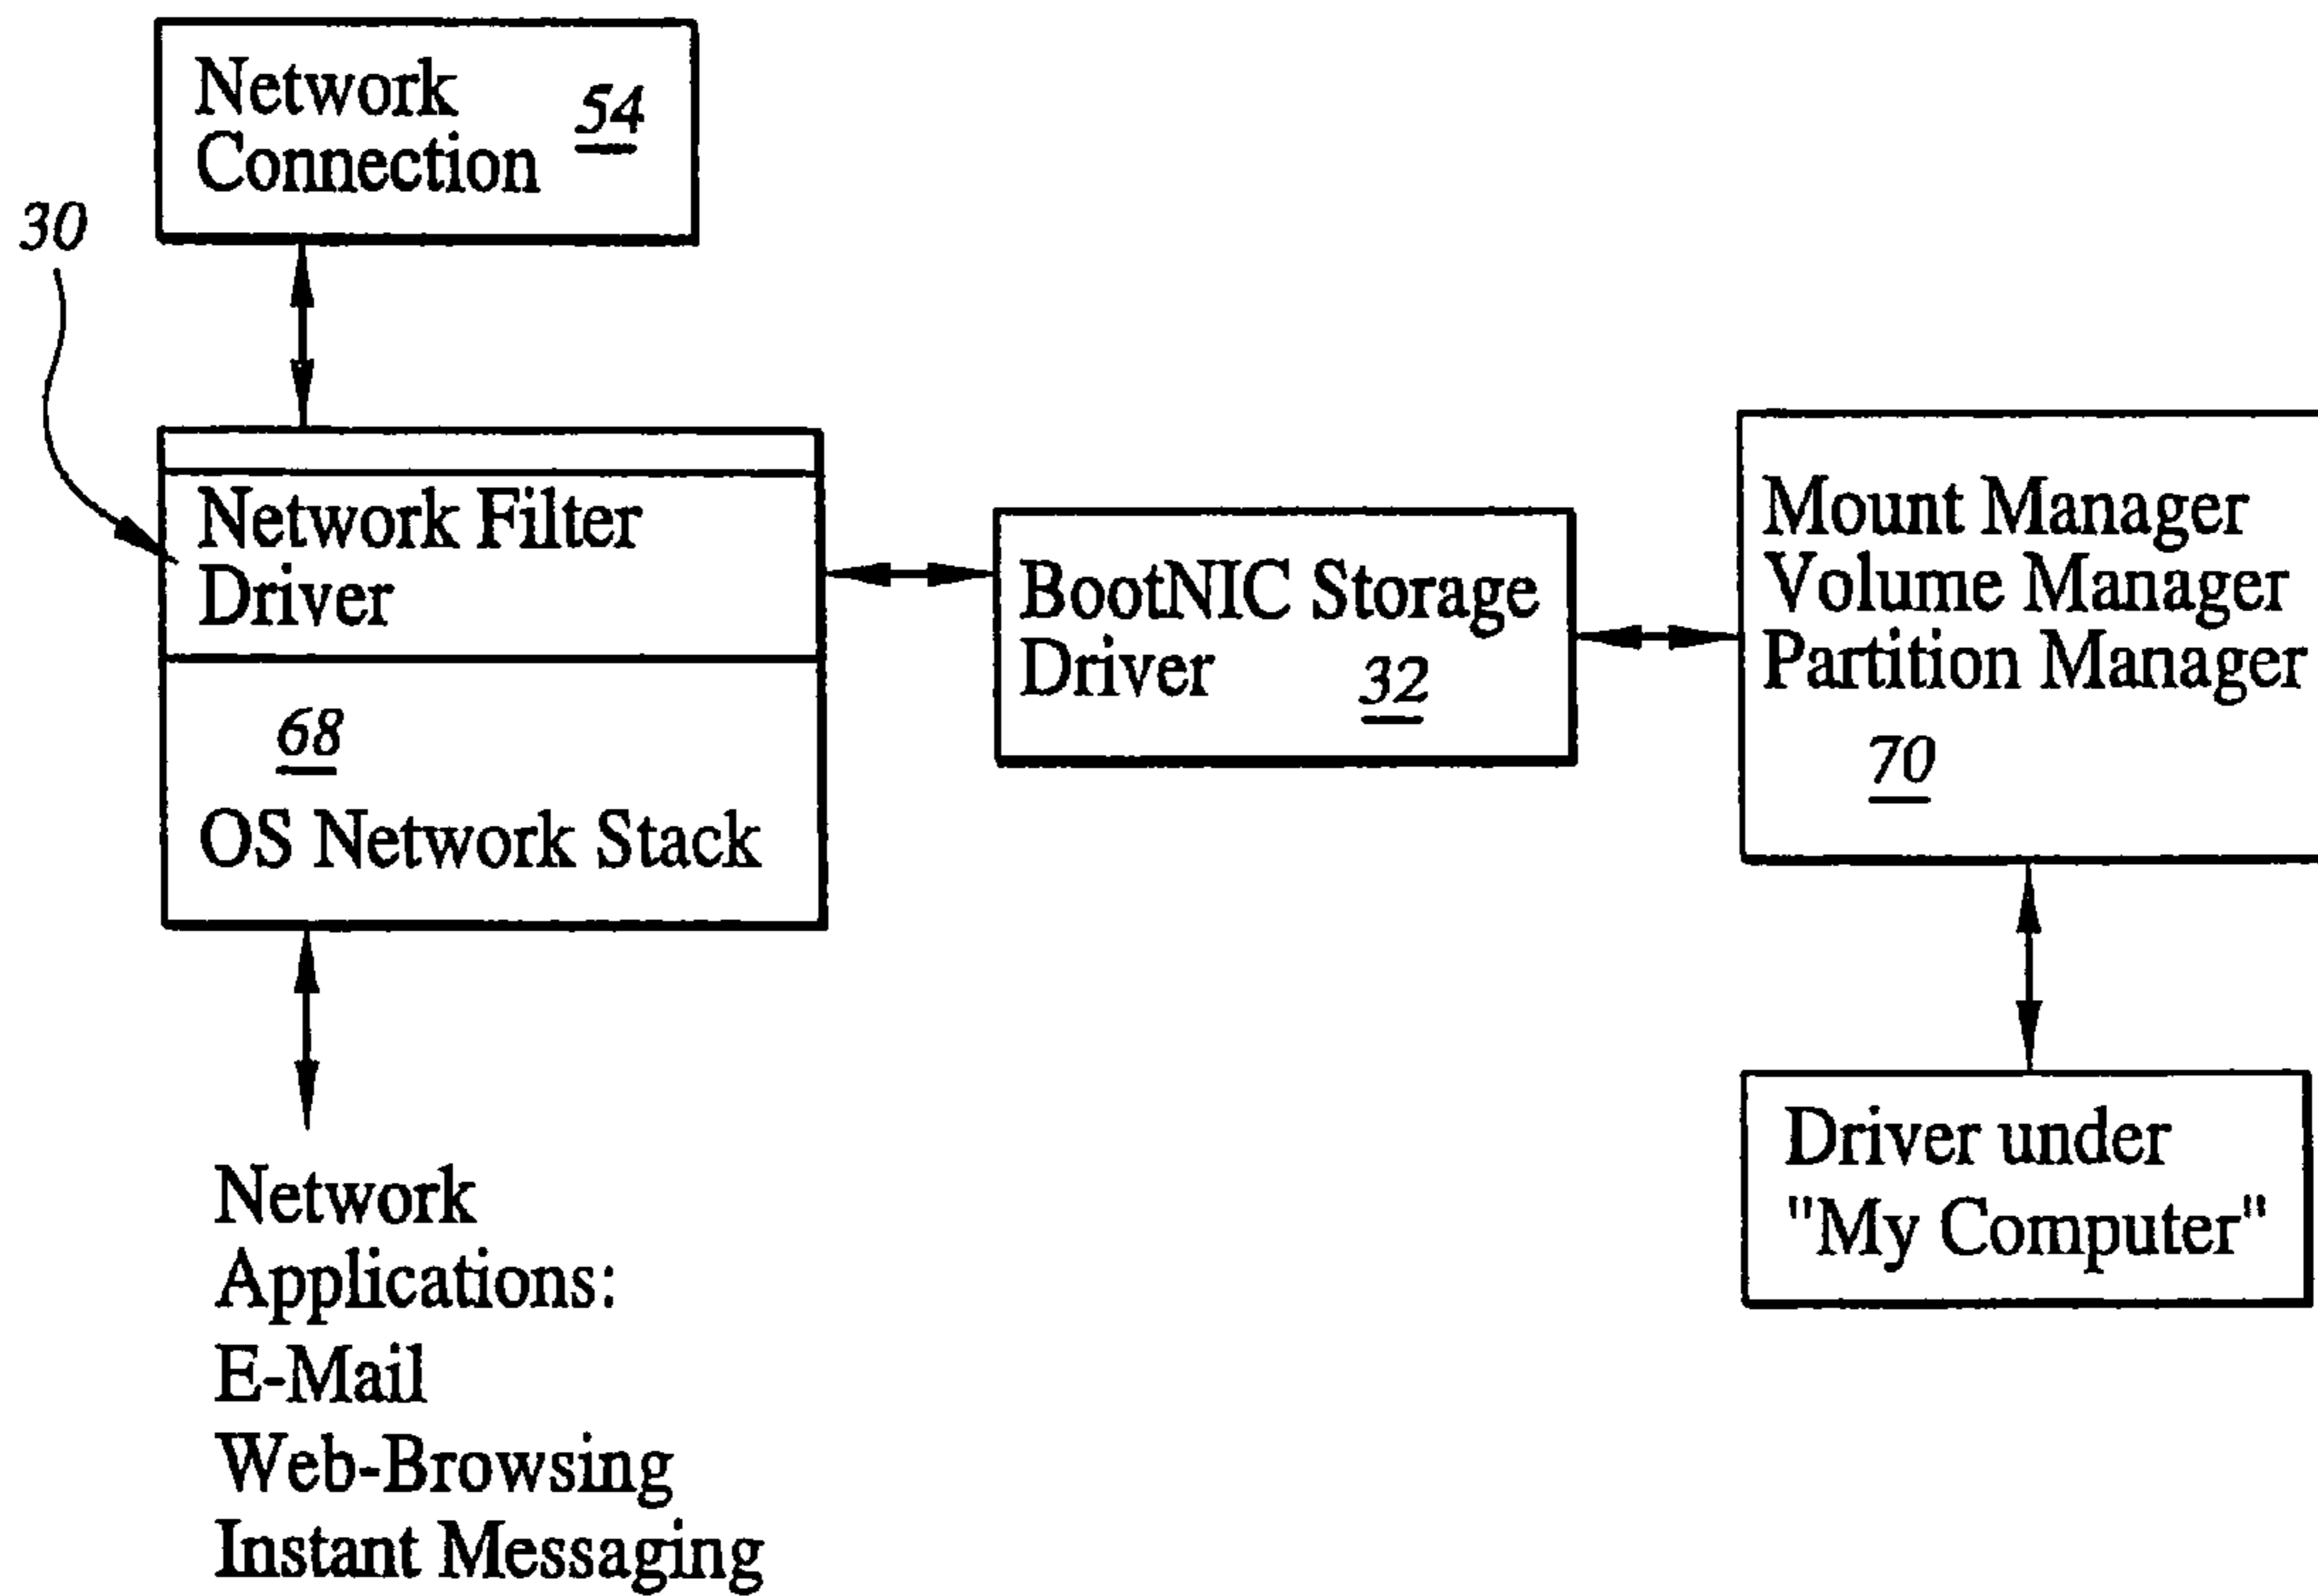 Network
Connection
54
30
Network Filter
Driver
68
OS Network Stack
BootNIC Storage
Driver
32
Mount Manager
Volume Manager
Partition Manager
70
Driver under
"My Computer"
Network
Applications:
E-Mail
Web-Browsing
Instant Messaging